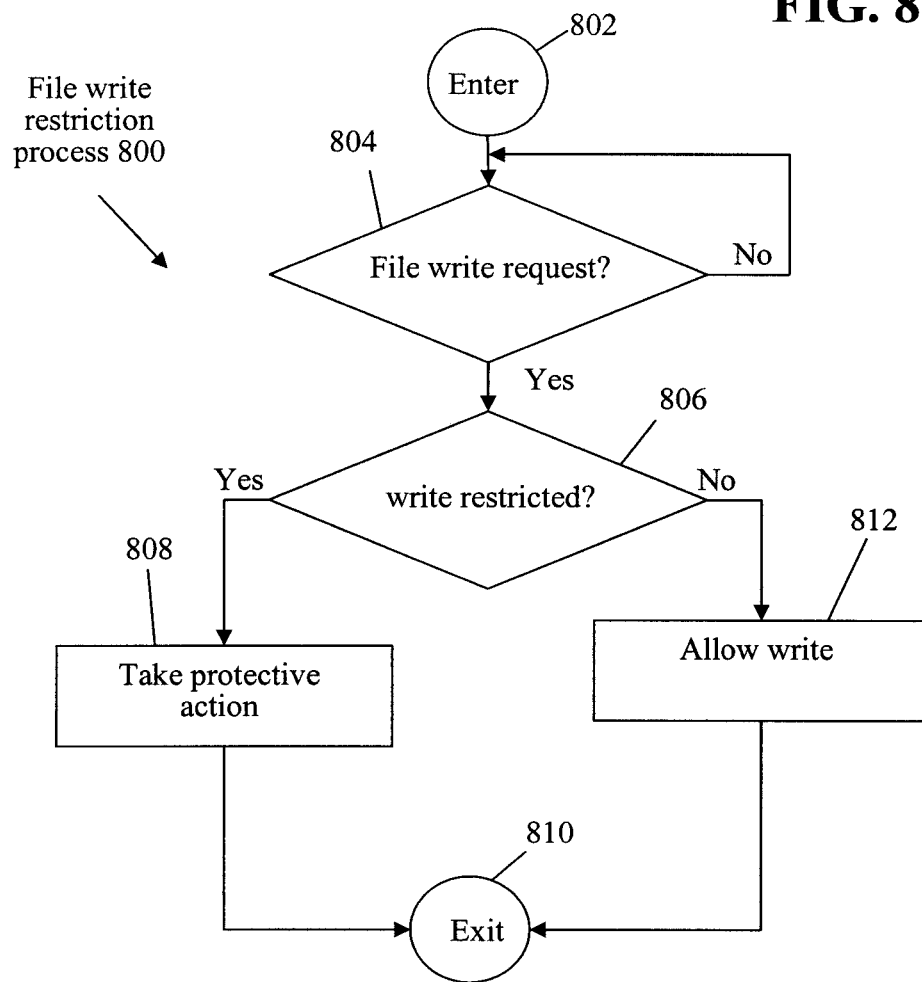 FIG. 8
802
Enter
File write
restriction
process 800
804
File write request?
No
Yes
806
Yes
write restricted?
No
812
808
Take protective
action
Allow write
810
Exit